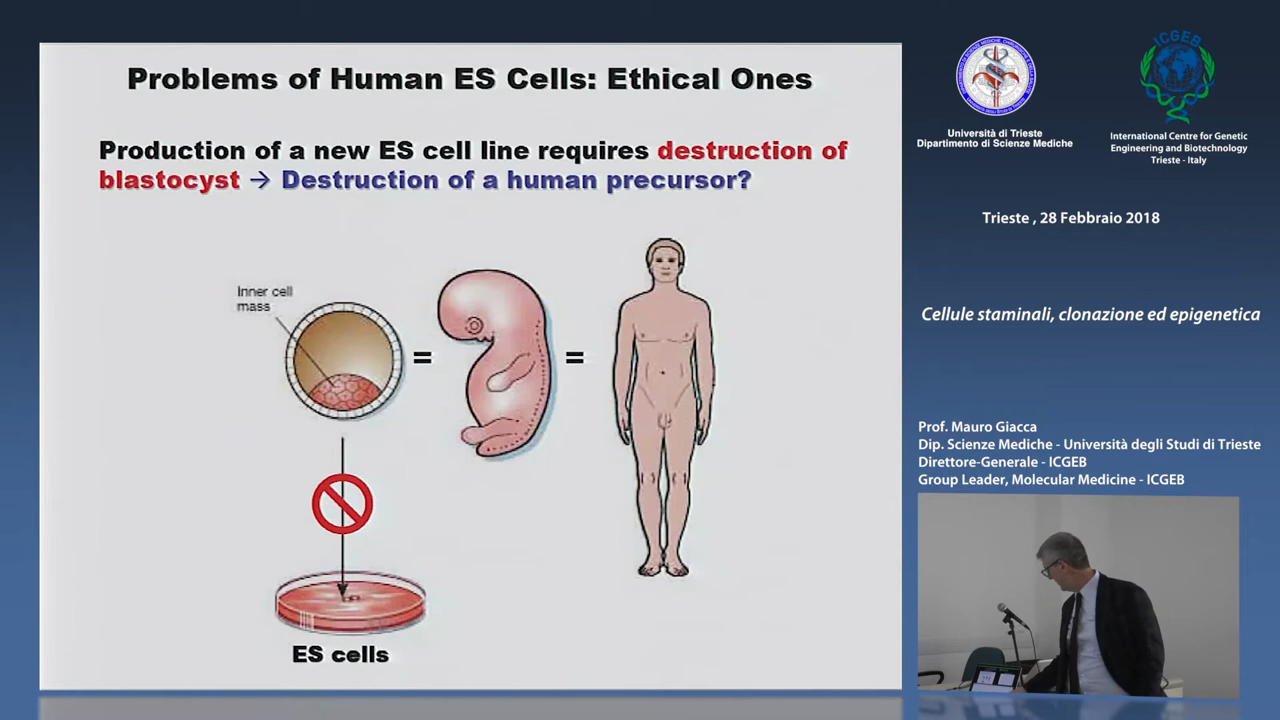 Problems of Human ES Cells: Ethical Ones
Production of a new ES cell line requires destruction of
blastocyst → Destruction of a human precursor?
Inner cell
mass
=
=
ES cells
ICGEB
Università di Trieste
Dipartimento di Scienze Mediche
International Centre for Genetic
Engineering and Biotechnology
Trieste - Italy
Trieste , 28 Febbraio 2018
Cellule staminali, clonazione ed epigenetica
Prof. Mauro Giacca
Dip. Scienze Mediche - Università degli Studi di Trieste
Direttore-Generale - ICGEB
Group Leader, Molecular Medicine - ICGEB